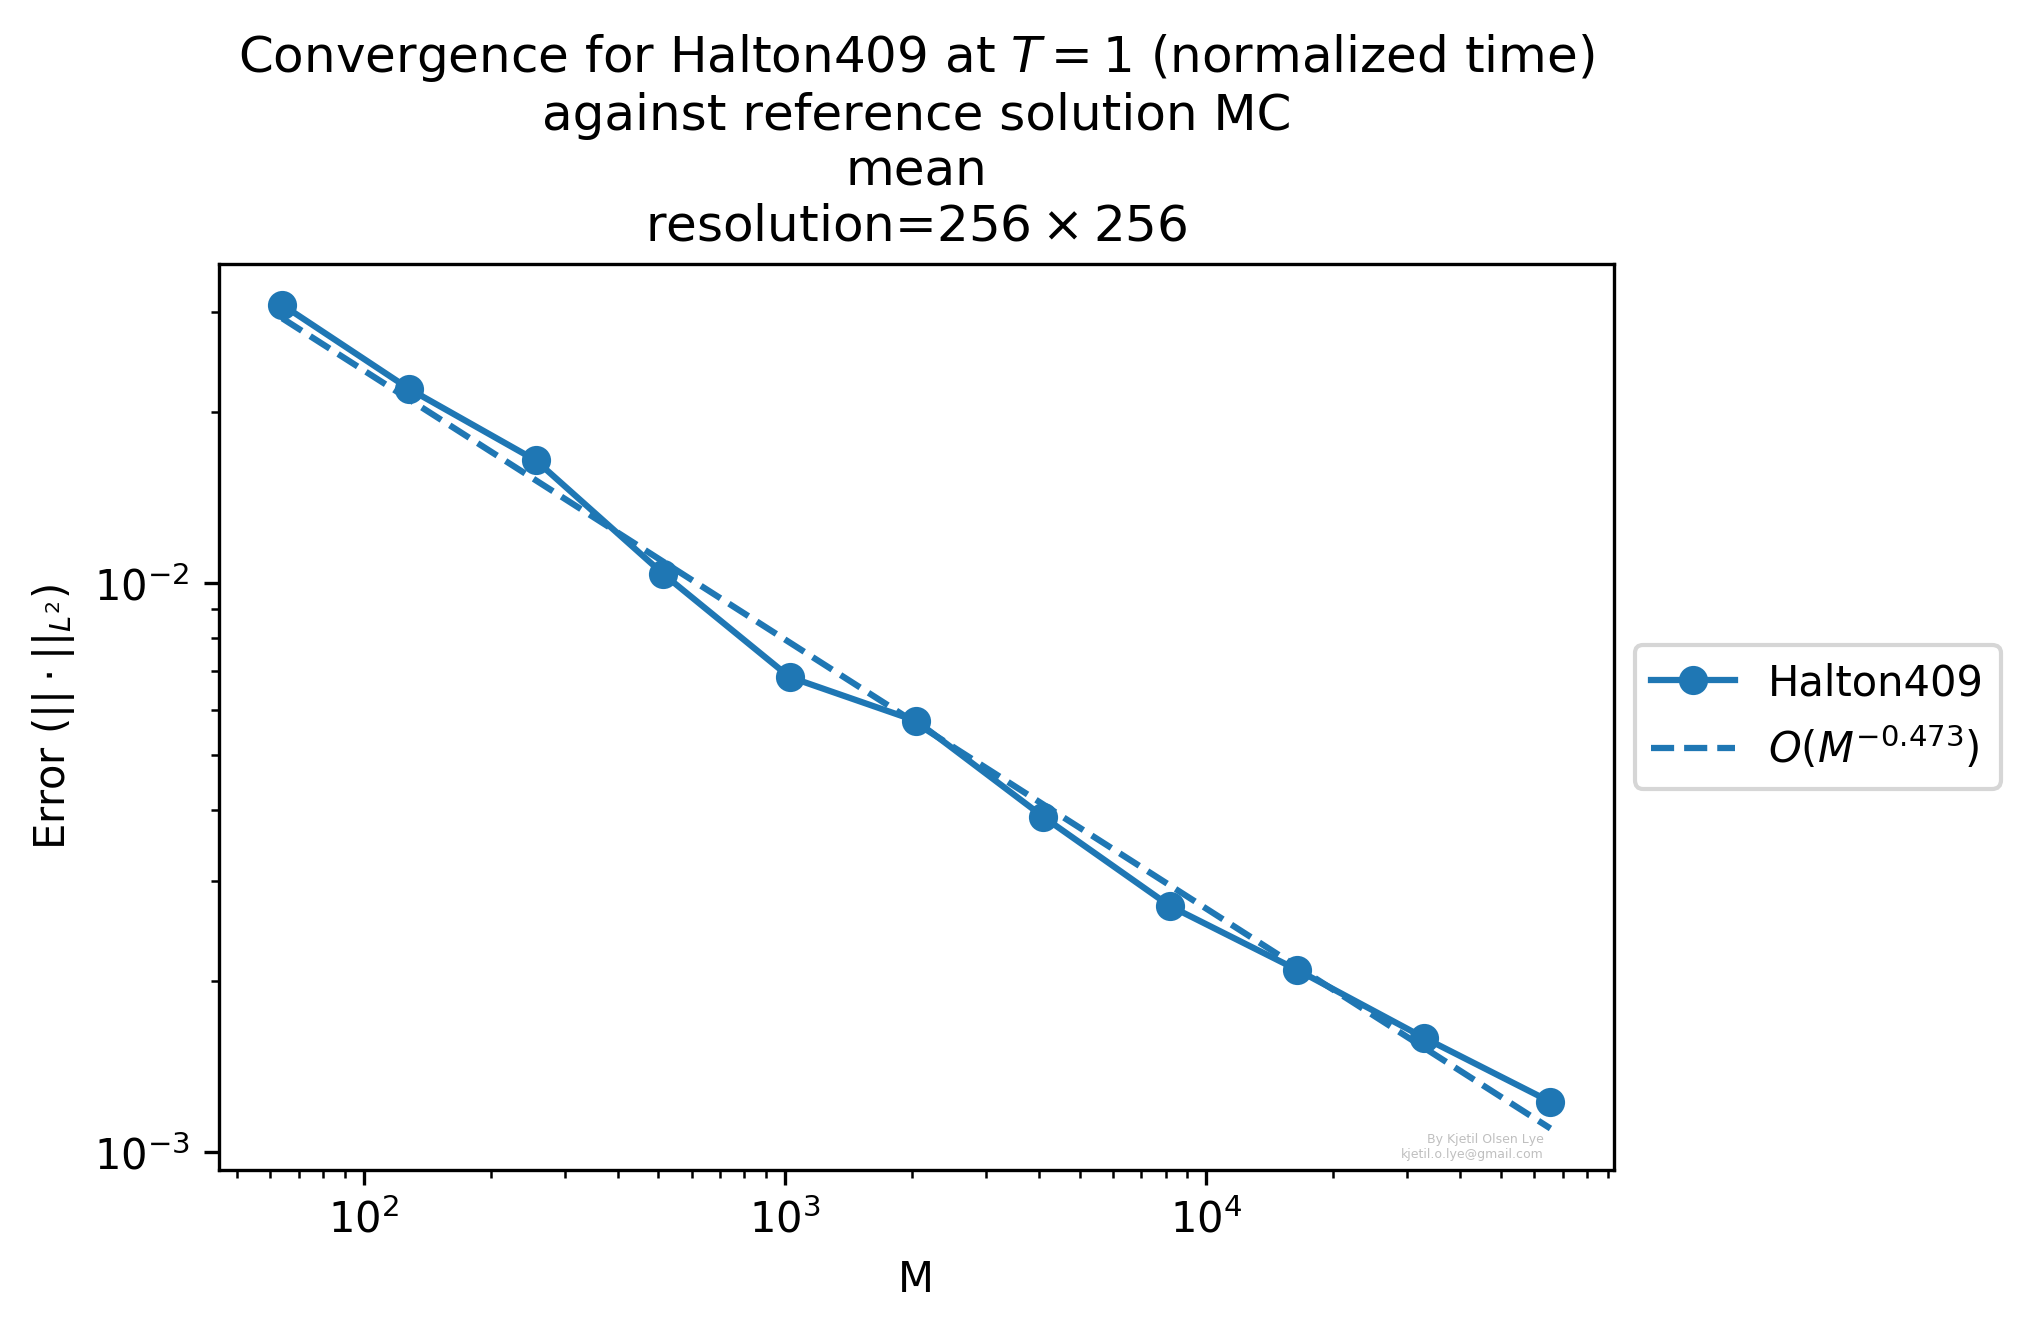 Convergence for Halton409 at T = 1 (normalized time)
against reference solution MC
mean
resolution=256 × 256
Error (|| · ||_{L^2})
10^{-2}
10^{-3}
10^2
10^3
10^4
M
Halton409
O(M^{-0.473})
By Kjetil Olsen Lye
kjetil.o.lye@gmail.com